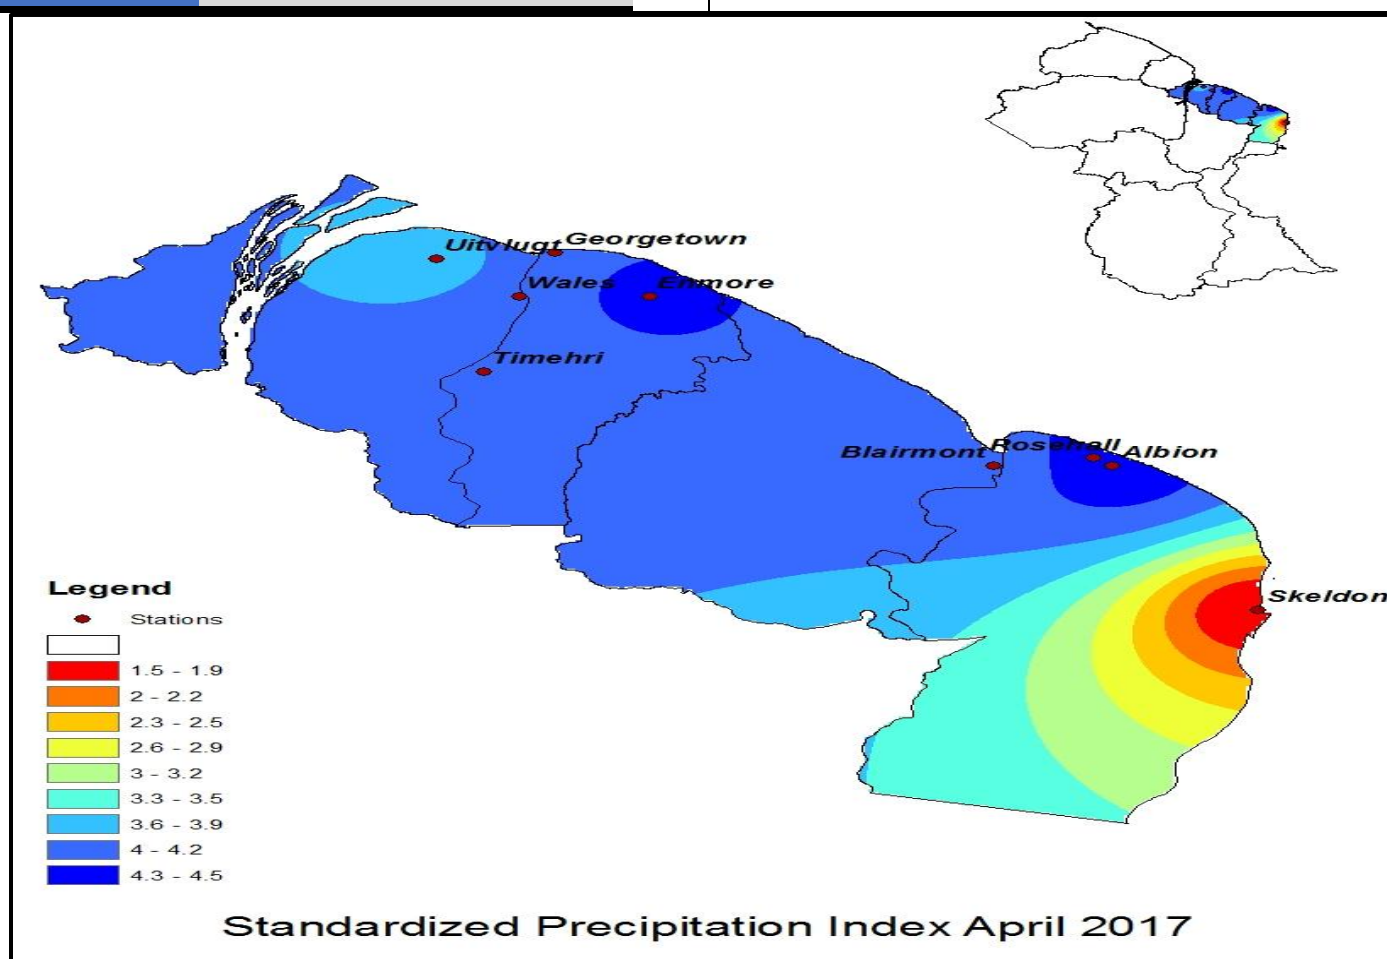 Uitvlugt
Georgetown
Wales
Enmore
Timehri
Blairmont
Rosehall
Albion
Skeldon
Legend
Stations
1.5 - 1.9
2 - 2.2
2.3 - 2.5
2.6 - 2.9
3 - 3.2
3.3 - 3.5
3.6 - 3.9
4 - 4.2
4.3 - 4.5
Standardized Precipitation Index April 2017